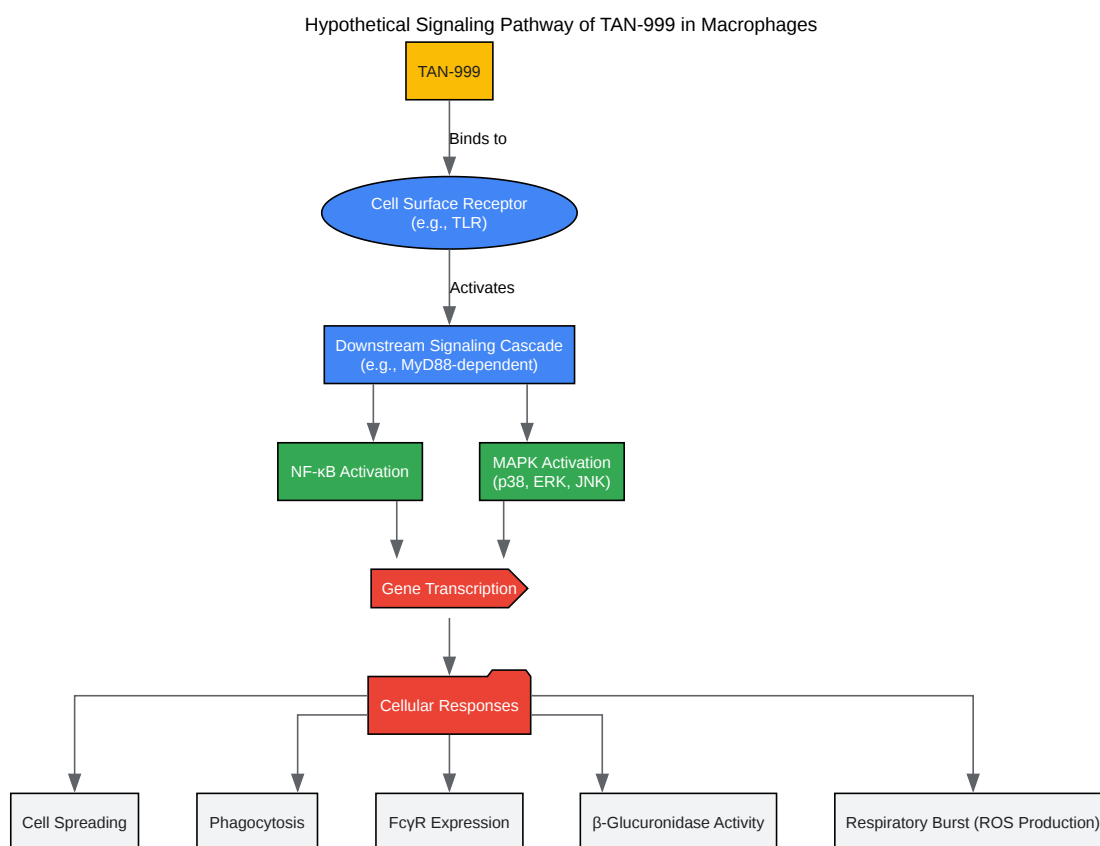 Hypothetical Signaling Pathway of TAN-999 in Macrophages
TAN-999
Binds to
Cell Surface Receptor
(e.g., TLR)
Activates
Downstream Signaling Cascade
(e.g., MyD88-dependent)
NF-κB Activation
MAPK Activation
(p38, ERK, JNK)
Gene Transcription
Cellular Responses
Cell Spreading
Phagocytosis
FcγR Expression
β-Glucuronidase Activity
Respiratory Burst (ROS Production)